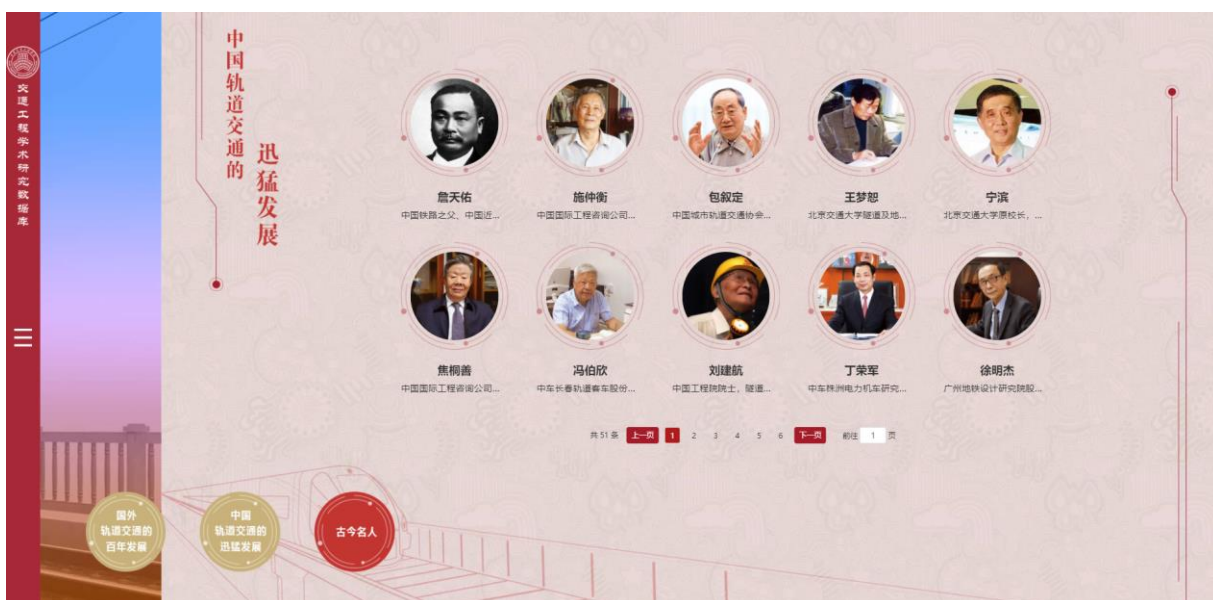 交通工程学术研究数据库
中国轨道交通的
迅猛发展
詹天佑
中国铁路之父、中国近...
施仲衡
中国国际工程咨询公司...
包叙定
中国城市轨道交通协会...
王梦恕
北京交通大学隧道及地...
宁滨
北京交通大学原校长，...
焦桐善
中国国际工程咨询公司...
冯伯欣
中车长春轨道客车股份...
刘建航
中国工程院院士，隧道...
丁荣军
中车株洲电力机车研究...
徐明杰
广州地铁设计研究院股...
共 51 条 上一页 1 2 3 4 5 6 下一页 前往 1 页
国外
轨道交通的
百年发展
中国
轨道交通的
迅猛发展
古今名人